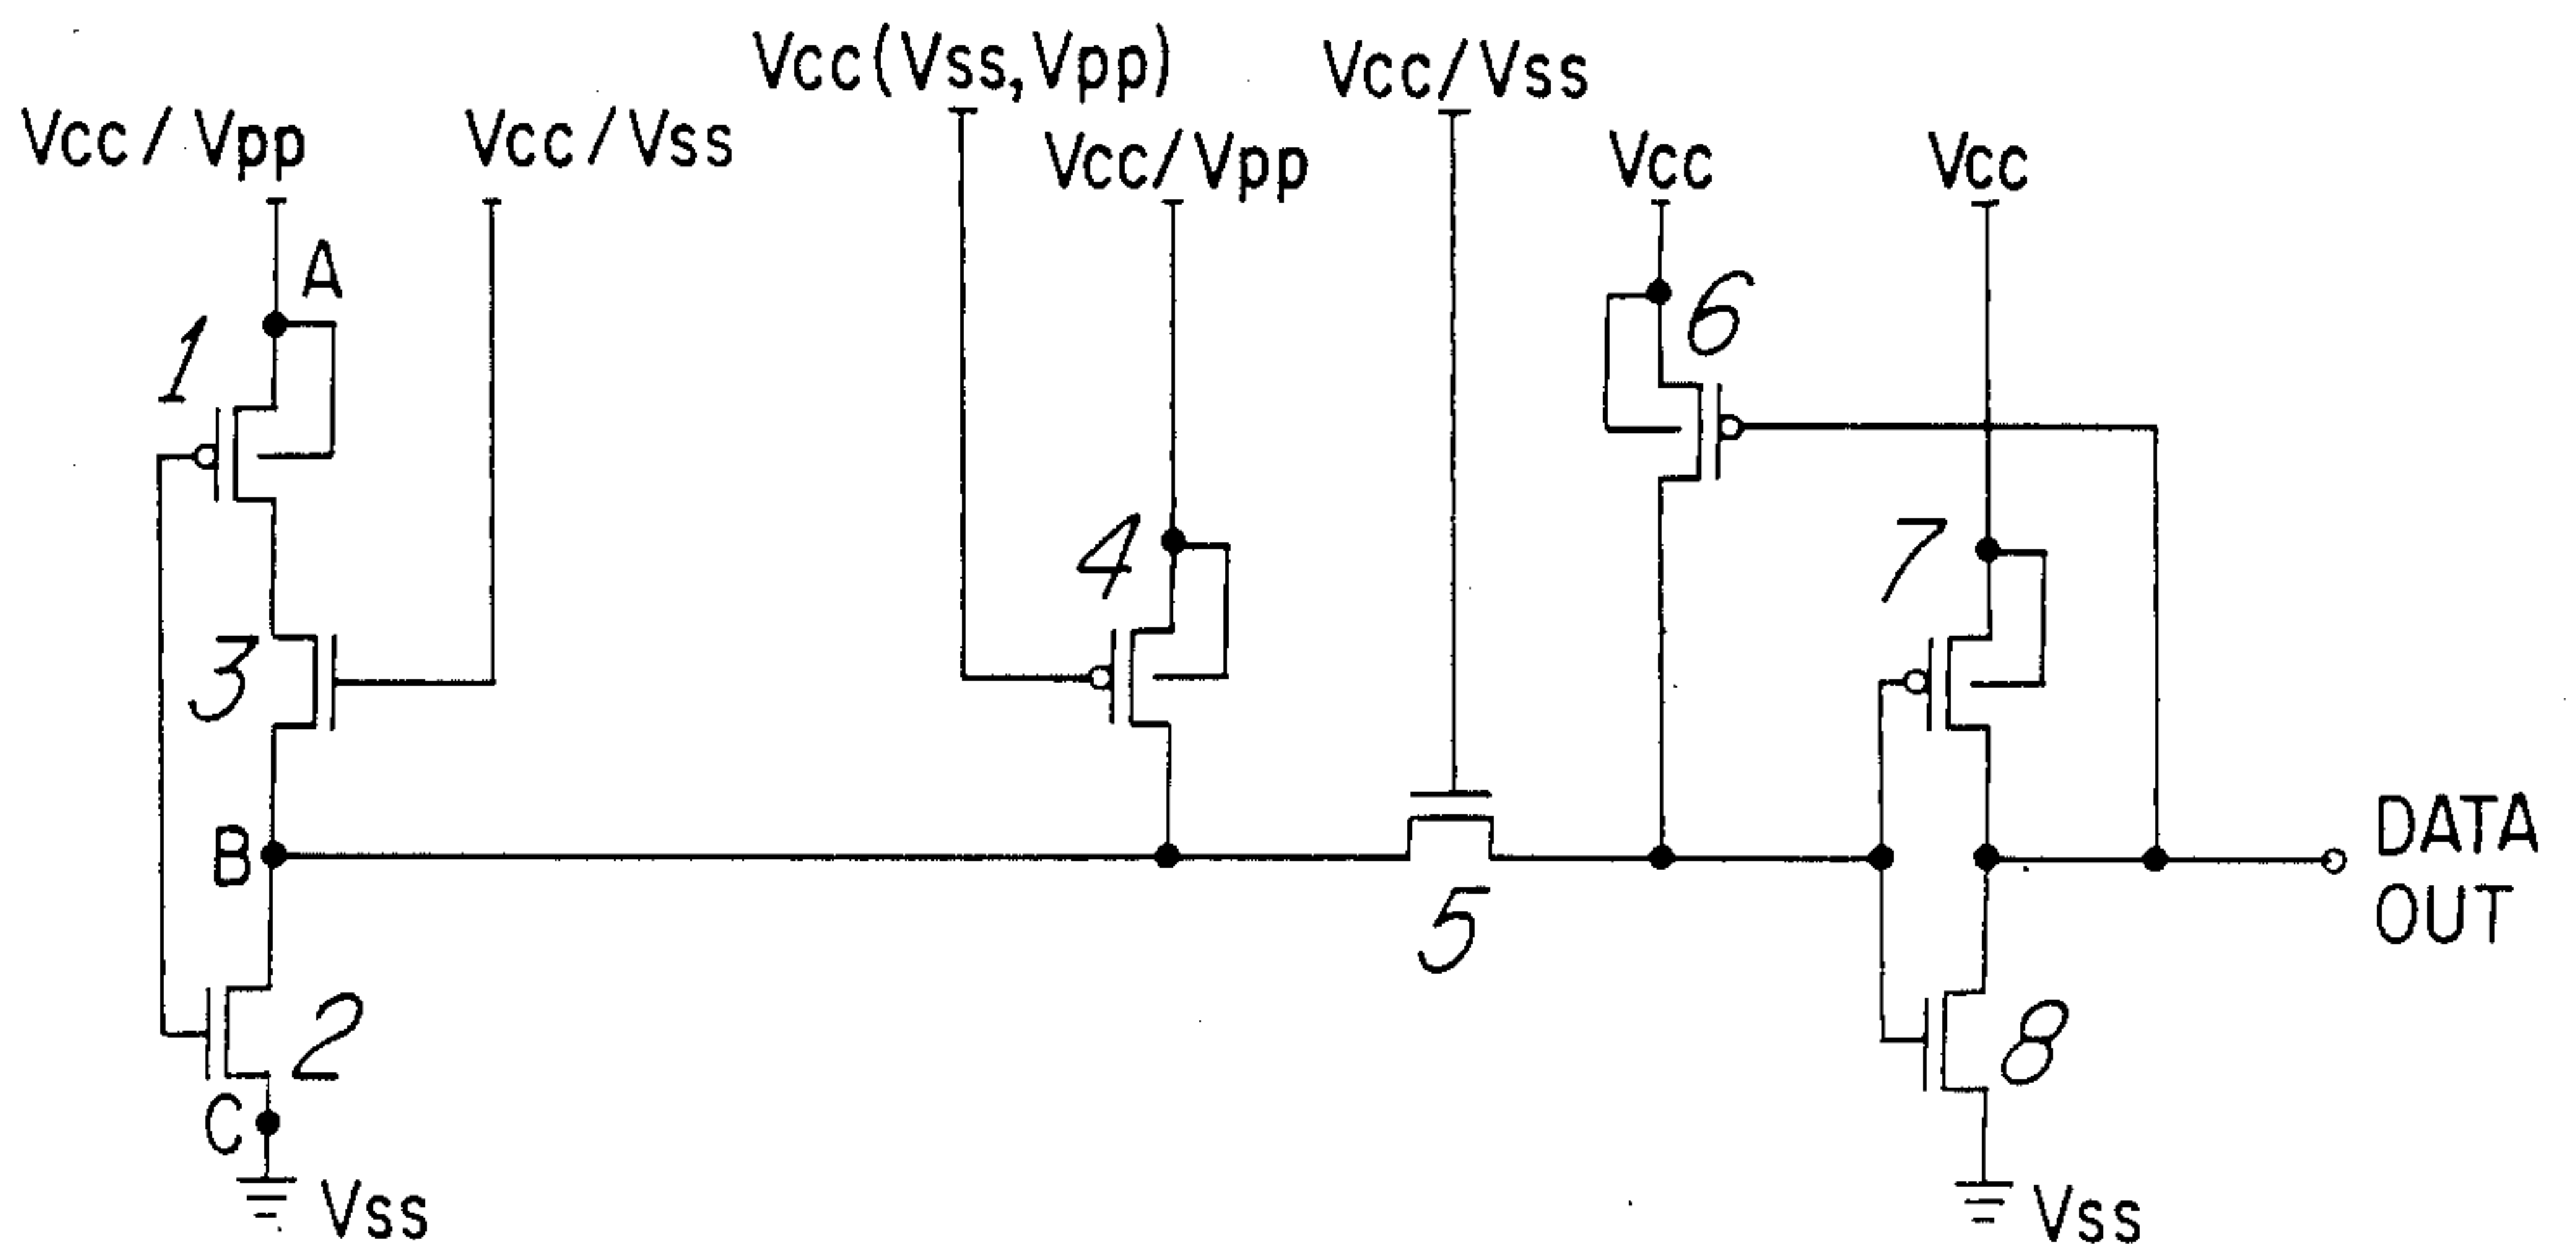 Vcc(Vss,Vpp)
Vcc/Vss
Vcc/Vpp
Vcc/Vss
Vcc/Vpp
Vcc
Vcc
A
1
6
4
7
3
B
DATA
OUT
5
2
8
C
Vss
Vss